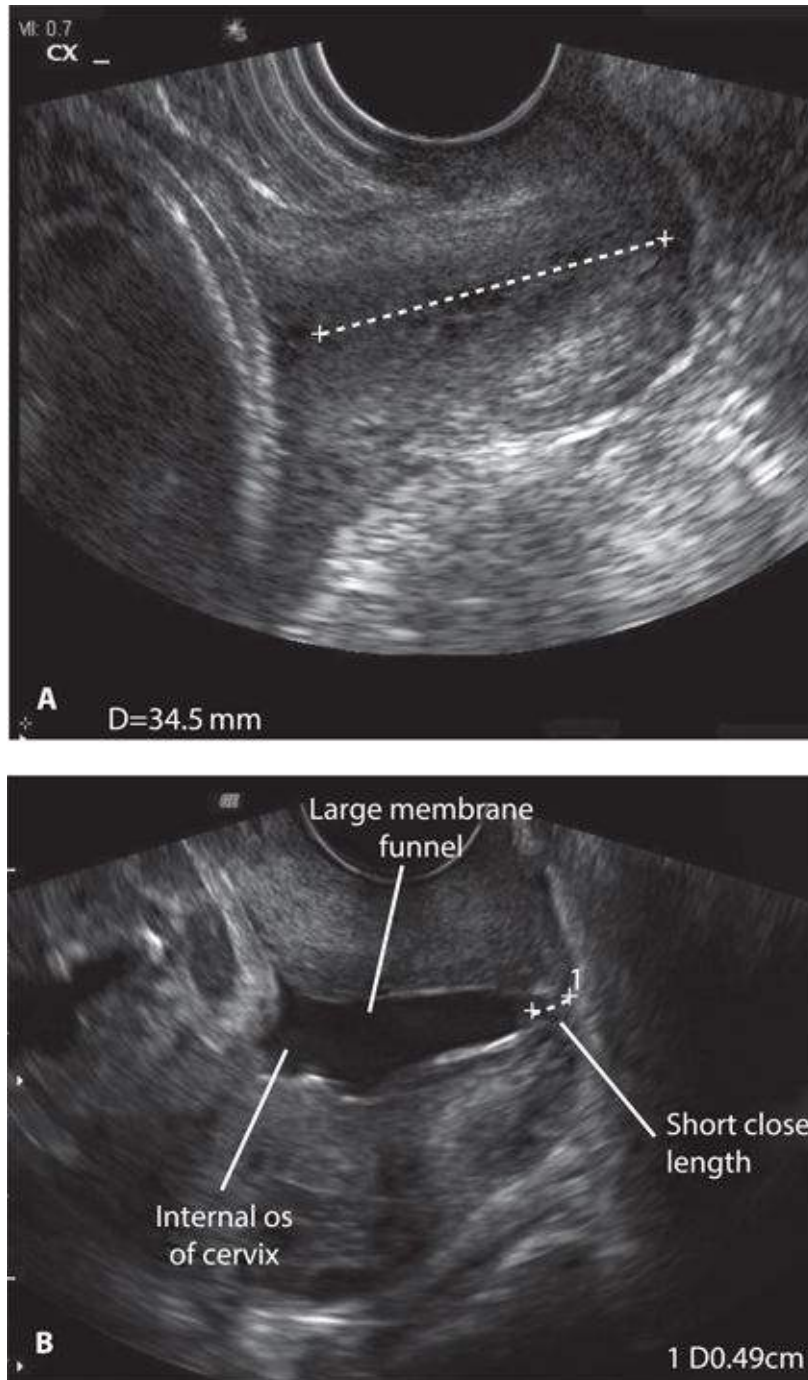 MI: 0.7
CX
A
D=34.5 mm
Large membrane
funnel
1
Short close
length
Internal os
of cervix
B
1 D0.49cm